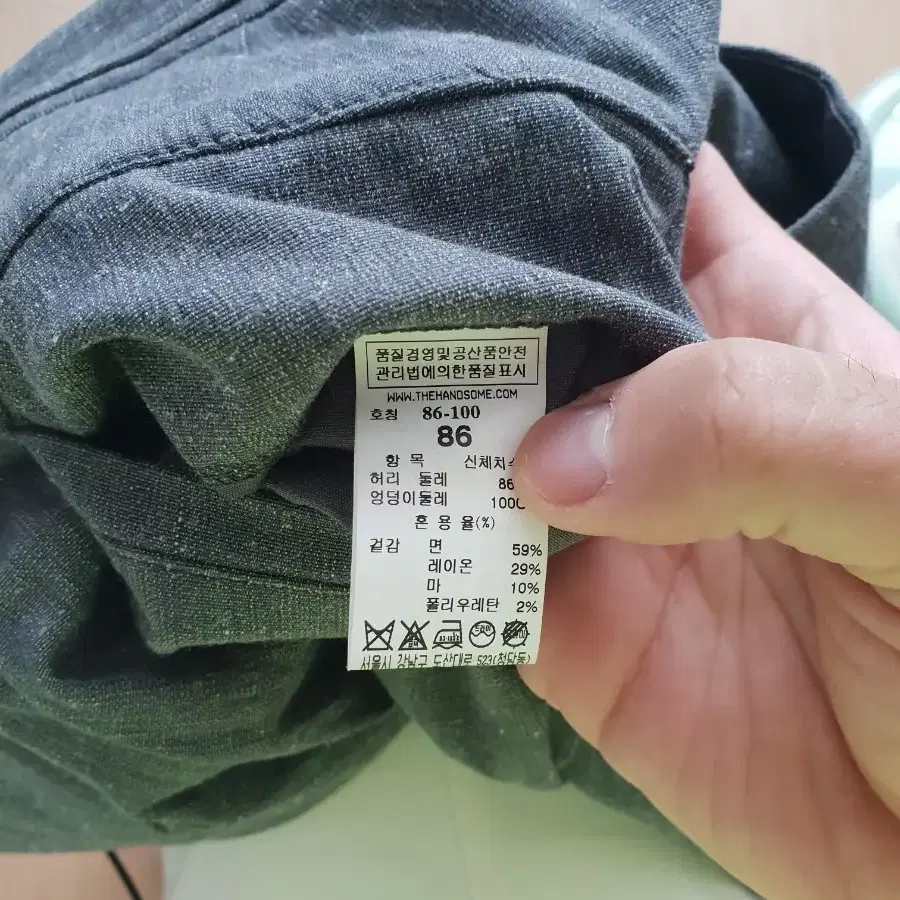 품질경영및공산품안전
관리법에의한품질표시
WWW.THEHANDSOME.COM
호칭 86-100
86
항 목 신체치
허리 둘레 86
엉덩이둘레 100
혼 용 율(%)
겉감 면 59%
레이온 29%
마 10%
폴리우레탄 2%
드라이
서울시 강남구 도산대로 523(청담동)